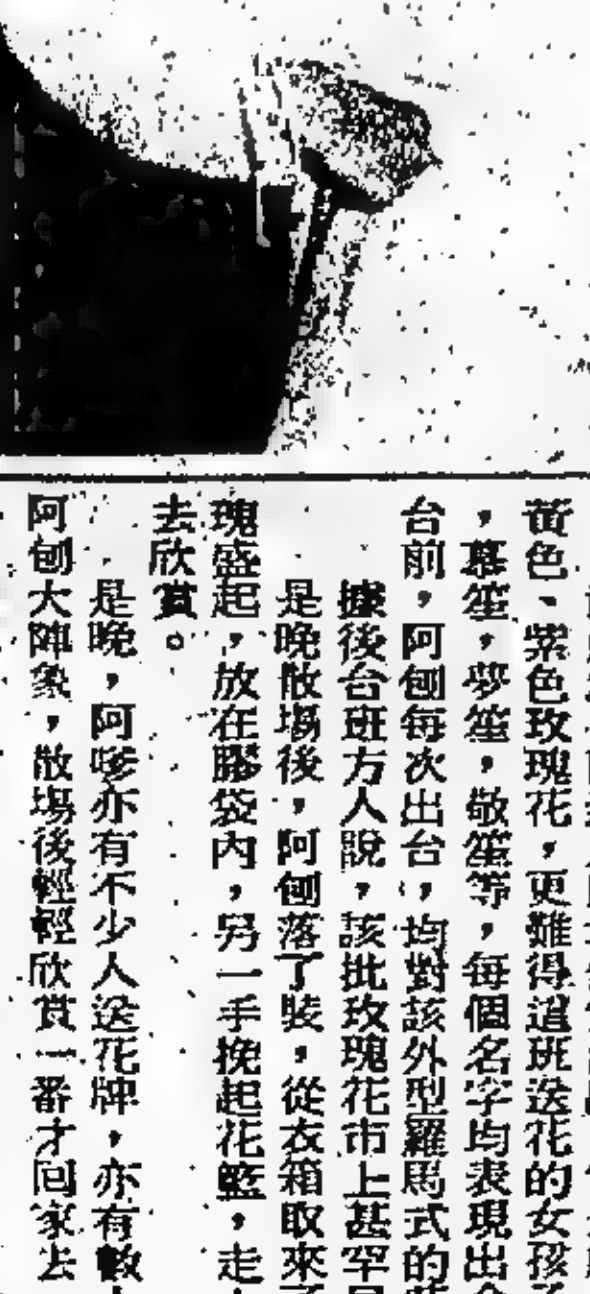 黃色、紫色玫瑰花，更難得這班送花的女孩
，慕笙，夢笙，敬笙等，每個名字均表現出
台前，阿刨每次出台，均對該外型羅馬式的
據後台班方人說，該批玫瑰花市上甚罕
是晚散塲後，阿刨落了裝，從衣箱取來
瑰盛起，放在膠袋內，另一手挽起花籃，走
去欣賞。
是晚，阿嗲亦有不少人送花牌，亦有數
阿刨大陣象，散塲後輕輕欣賞一番才回家去